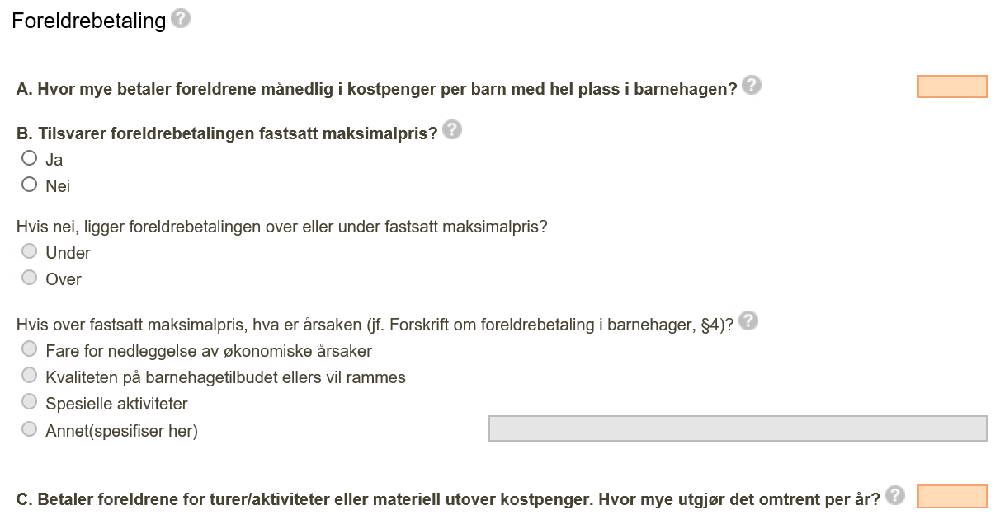 Foreldrebetaling ?
A. Hvor mye betaler foreldrene månedlig i kostpenger per barn med hel plass i barnehagen? ?
B. Tilsvarer foreldrebetalingen fastsatt maksimalpris? ?
Ja
Nei
Hvis nei, ligger foreldrebetalingen over eller under fastsatt maksimalpris?
Under
Over
Hvis over fastsatt maksimalpris, hva er årsaken (jf. Forskrift om foreldrebetaling i barnehager, §4)? ?
Fare for nedleggelse av økonomiske årsaker
Kvaliteten på barnehagetilbudet ellers vil rammes
Spesielle aktiviteter
Annet(spesifiser her)
C. Betaler foreldrene for turer/aktiviteter eller materiell utover kostpenger. Hvor mye utgjør det omtrent per år? ?